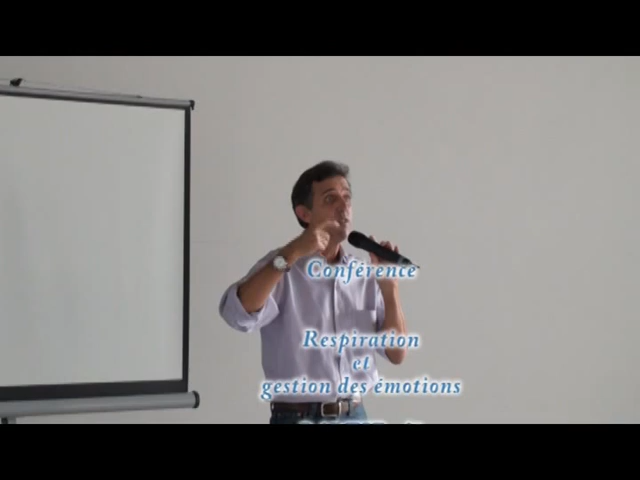 Conférence
Respiration
et
gestion des émotions